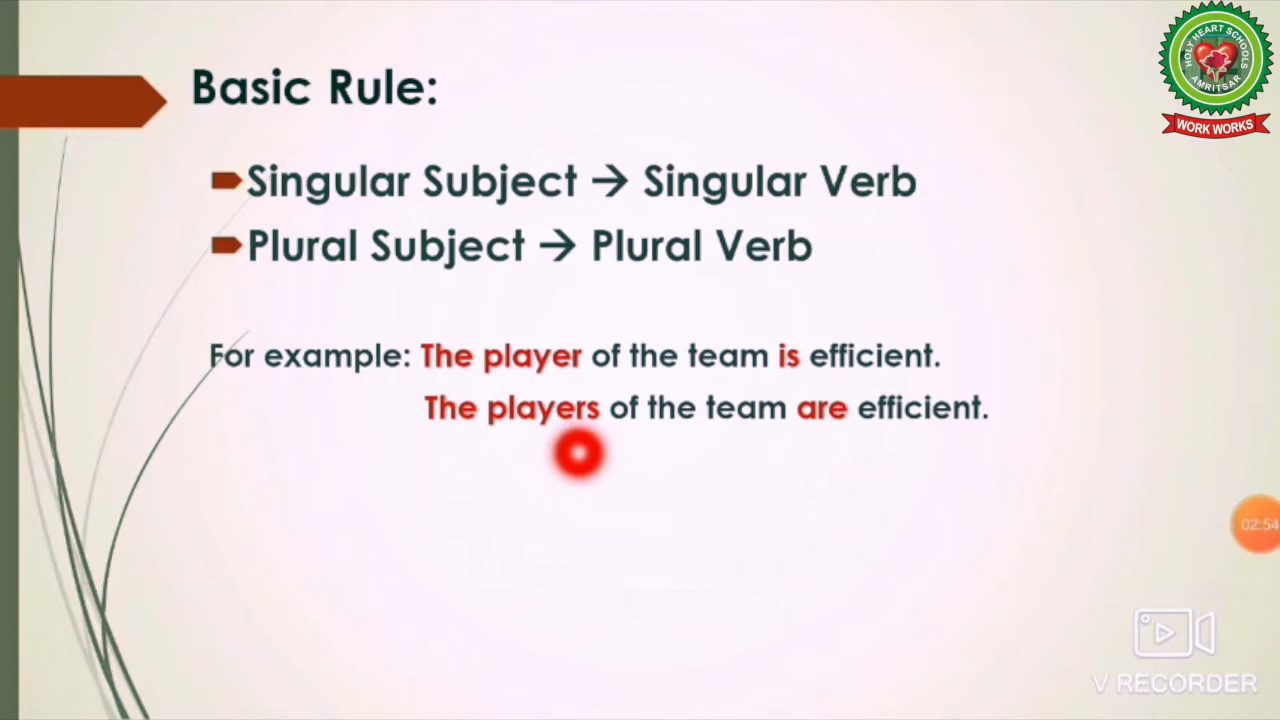 Basic Rule:
Singular Subject → Singular Verb
Plural Subject → Plural Verb
For example: The player of the team is efficient.
The players of the team are efficient.
HOLY HEART SCHOOLS
AMRITSAR
WORK WORKS
02:54
V RECORDER